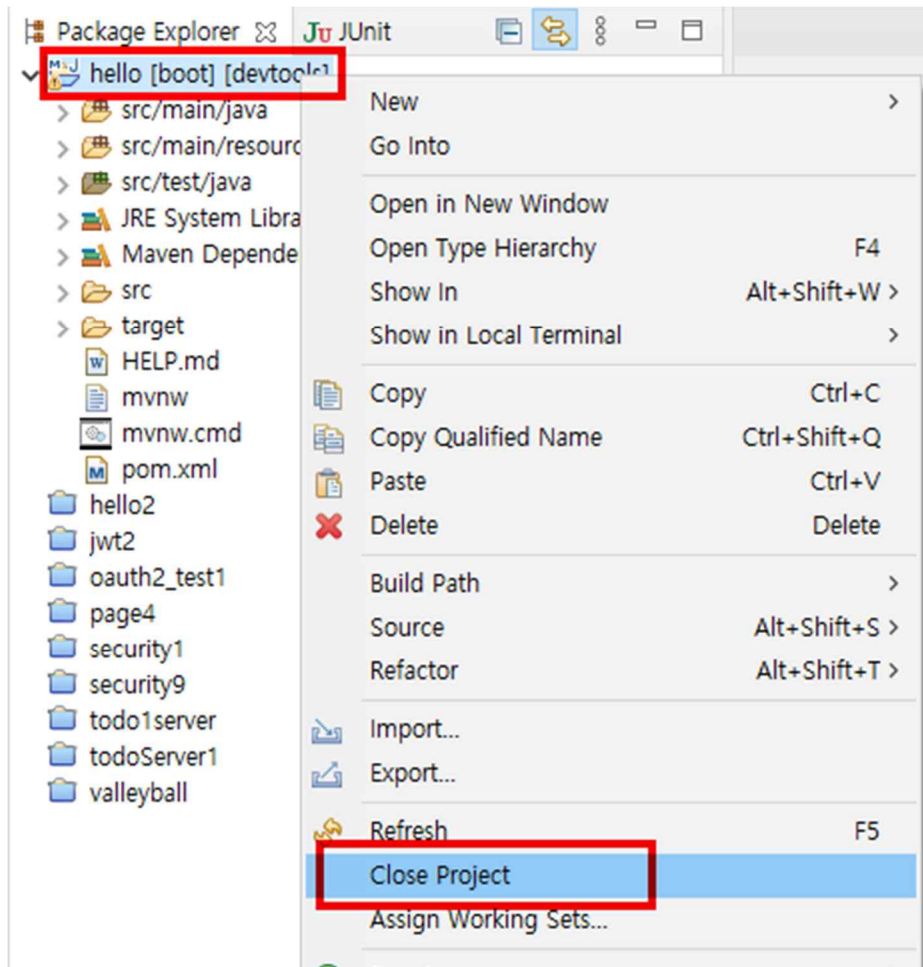 Package Explorer
JU JUnit
hello [boot] [devtools]
src/main/java
src/main/resourc
src/test/java
JRE System Libra
Maven Depende
src
target
HELP.md
mvnw
mvnw.cmd
pom.xml
hello2
jwt2
oauth2_test1
page4
security1
security9
todo1server
todoServer1
valleyball
New >
Go Into
Open in New Window
Open Type Hierarchy F4
Show In Alt+Shift+W >
Show in Local Terminal >
Copy Ctrl+C
Copy Qualified Name Ctrl+Shift+Q
Paste Ctrl+V
Delete Delete
Build Path >
Source Alt+Shift+S >
Refactor Alt+Shift+T >
Import...
Export...
Refresh F5
Close Project
Assign Working Sets...